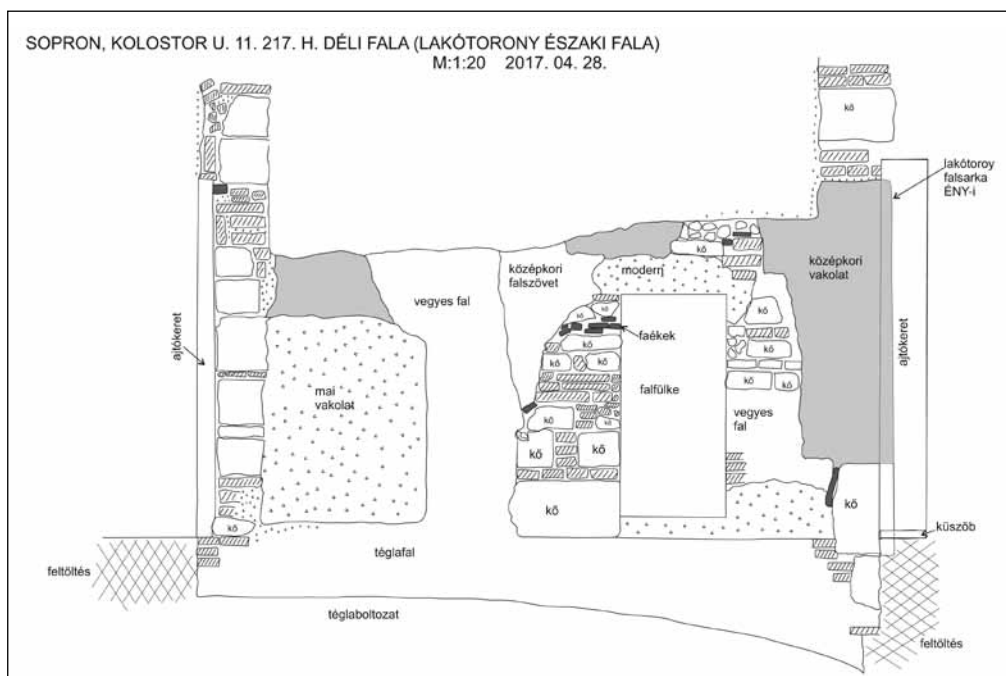 SOPRON, KOLOSTOR U. 11. 217. H. DÉLI FALA (LAKÓTORONY ÉSZAKI FALA)
M:1:20 2017. 04. 28.
kő
lakótoroy
falsarka
ÉNY-i
kő
középkori
vakolat
középkori
falszövet
modern
vegyes fal
kő
kő
kő
faékek
ajtókeret
ajtókeret
kő
kő
kő
kő
kő
mai
vakolat
falfülke
kő
kő
kő
kő
vegyes
fal
kő
kő
kő
kő
kő
kő
küszöb
téglafal
feltöltés
téglaboltozat
feltöltés